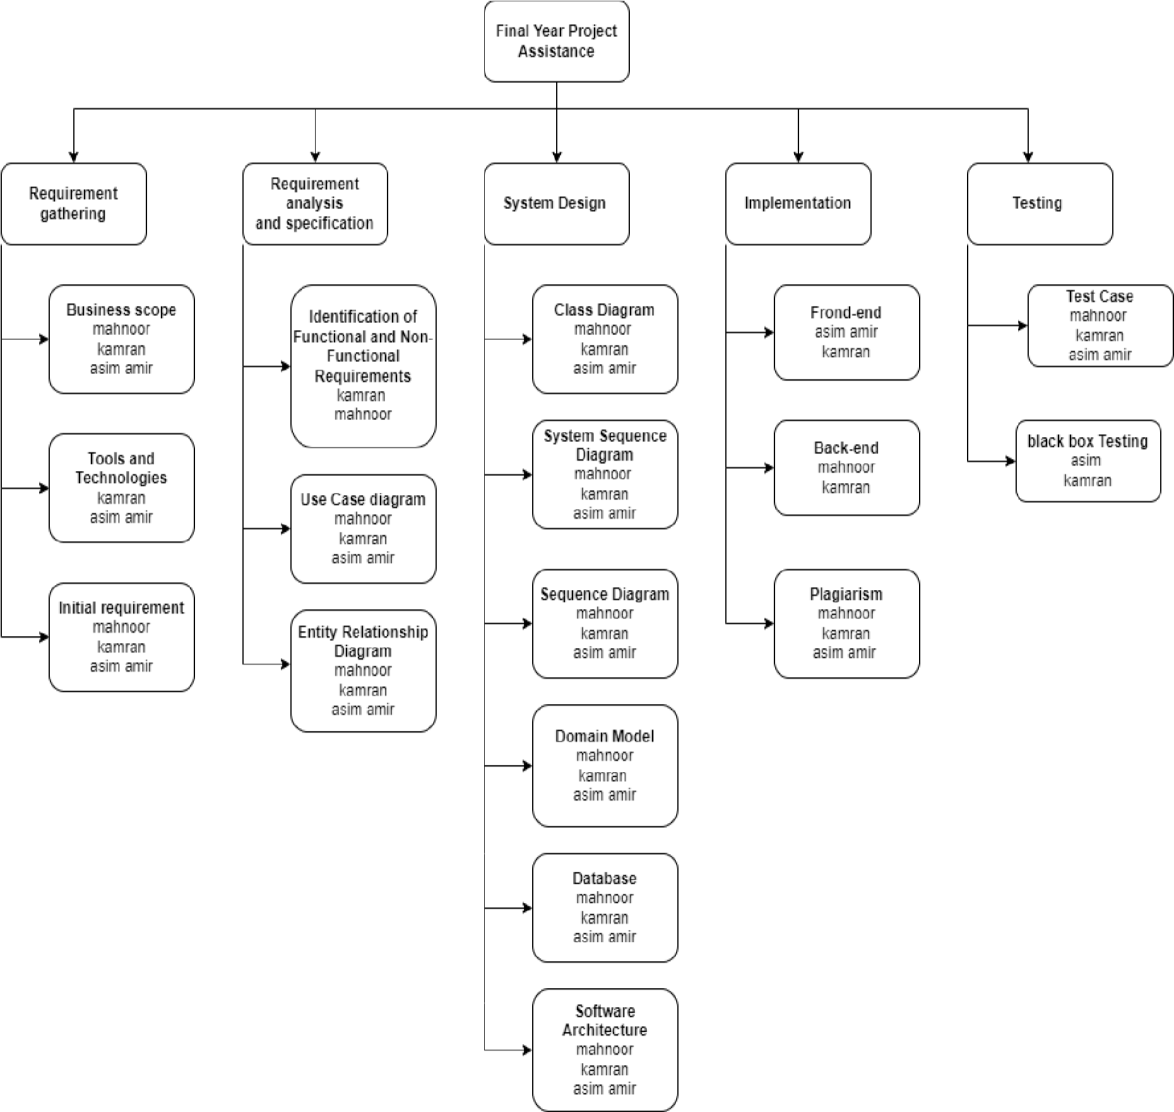 Final Year Project
Assistance
Requirement
gathering
Business scope
mahnoor
kamran
asim amir
Tools and
Technologies
kamran
asim amir
Initial requirement
mahnoor
kamran
asim amir
Requirement
analysis
and specification
Identification of
Functional and Non-
Functional
Requirements
kamran
mahnoor
Use Case diagram
mahnoor
kamran
asim amir
Entity Relationship
Diagram
mahnoor
kamran
asim amir
System Design
Class Diagram
mahnoor
kamran
asim amir
System Sequence
Diagram
mahnoor
kamran
asim amir
Sequence Diagram
mahnoor
kamran
asim amir
Domain Model
mahnoor
kamran
asim amir
Database
mahnoor
kamran
asim amir
Software
Architecture
mahnoor
kamran
asim amir
Implementation
Frond-end
asim amir
kamran
Back-end
mahnoor
kamran
Plagiarism
mahnoor
kamran
asim amir
Testing
Test Case
mahnoor
kamran
asim amir
black box Testing
asim
kamran